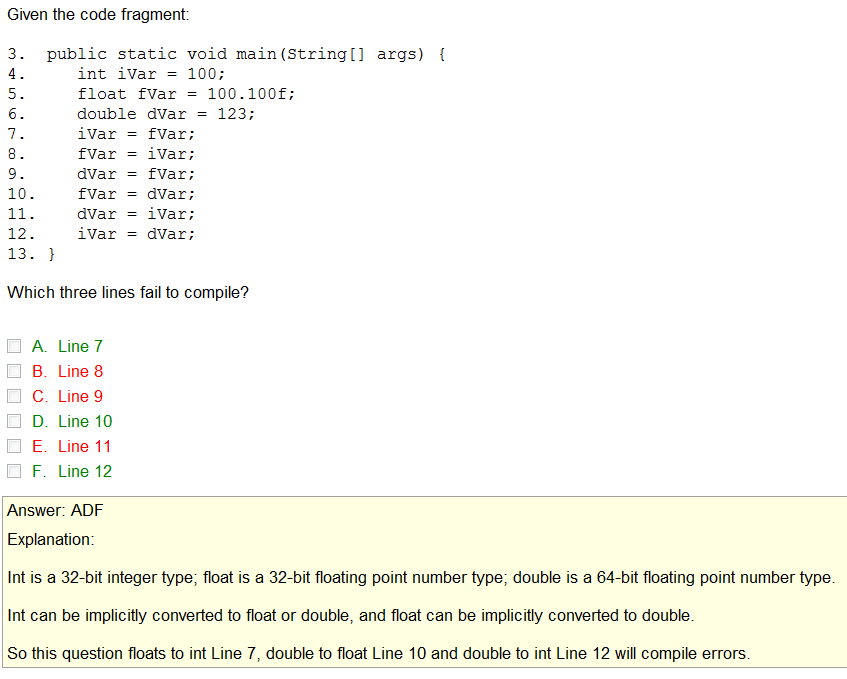 Given the code fragment:
3. public static void main(String[] args) {
4. int iVar = 100;
5. float fVar = 100.100f;
6. double dVar = 123;
7. iVar = fVar;
8. fVar = iVar;
9. dVar = fVar;
10. fVar = dVar;
11. dVar = iVar;
12. iVar = dVar;
13. }
Which three lines fail to compile?
A. Line 7
B. Line 8
C. Line 9
D. Line 10
E. Line 11
F. Line 12
Answer: ADF
Explanation:
Int is a 32-bit integer type; float is a 32-bit floating point number type; double is a 64-bit floating point number type.
Int can be implicitly converted to float or double, and float can be implicitly converted to double.
So this question floats to int Line 7, double to float Line 10 and double to int Line 12 will compile errors.